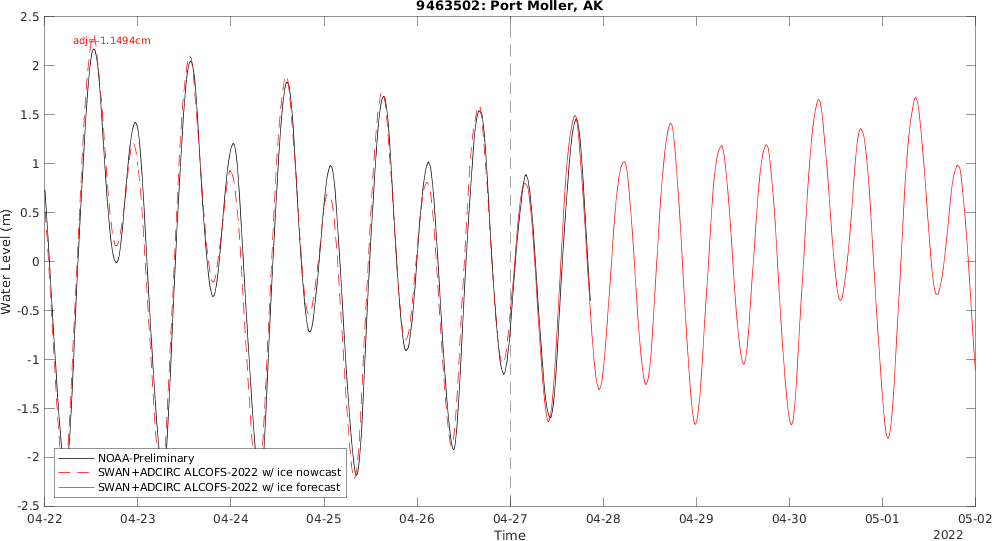 9463502: Port Moller, AK
adj=-1.1494cm
2.5
2
1.5
1
0.5
0
-0.5
-1
-1.5
-2
-2.5
Water Level (m)
NOAA-Preliminary
SWAN+ADCIRC ALCOFS-2022 w/ ice nowcast
SWAN+ADCIRC ALCOFS-2022 w/ ice forecast
04-22 04-23 04-24 04-25 04-26 04-27 04-28 04-29 04-30 05-01 05-02
Time
2022